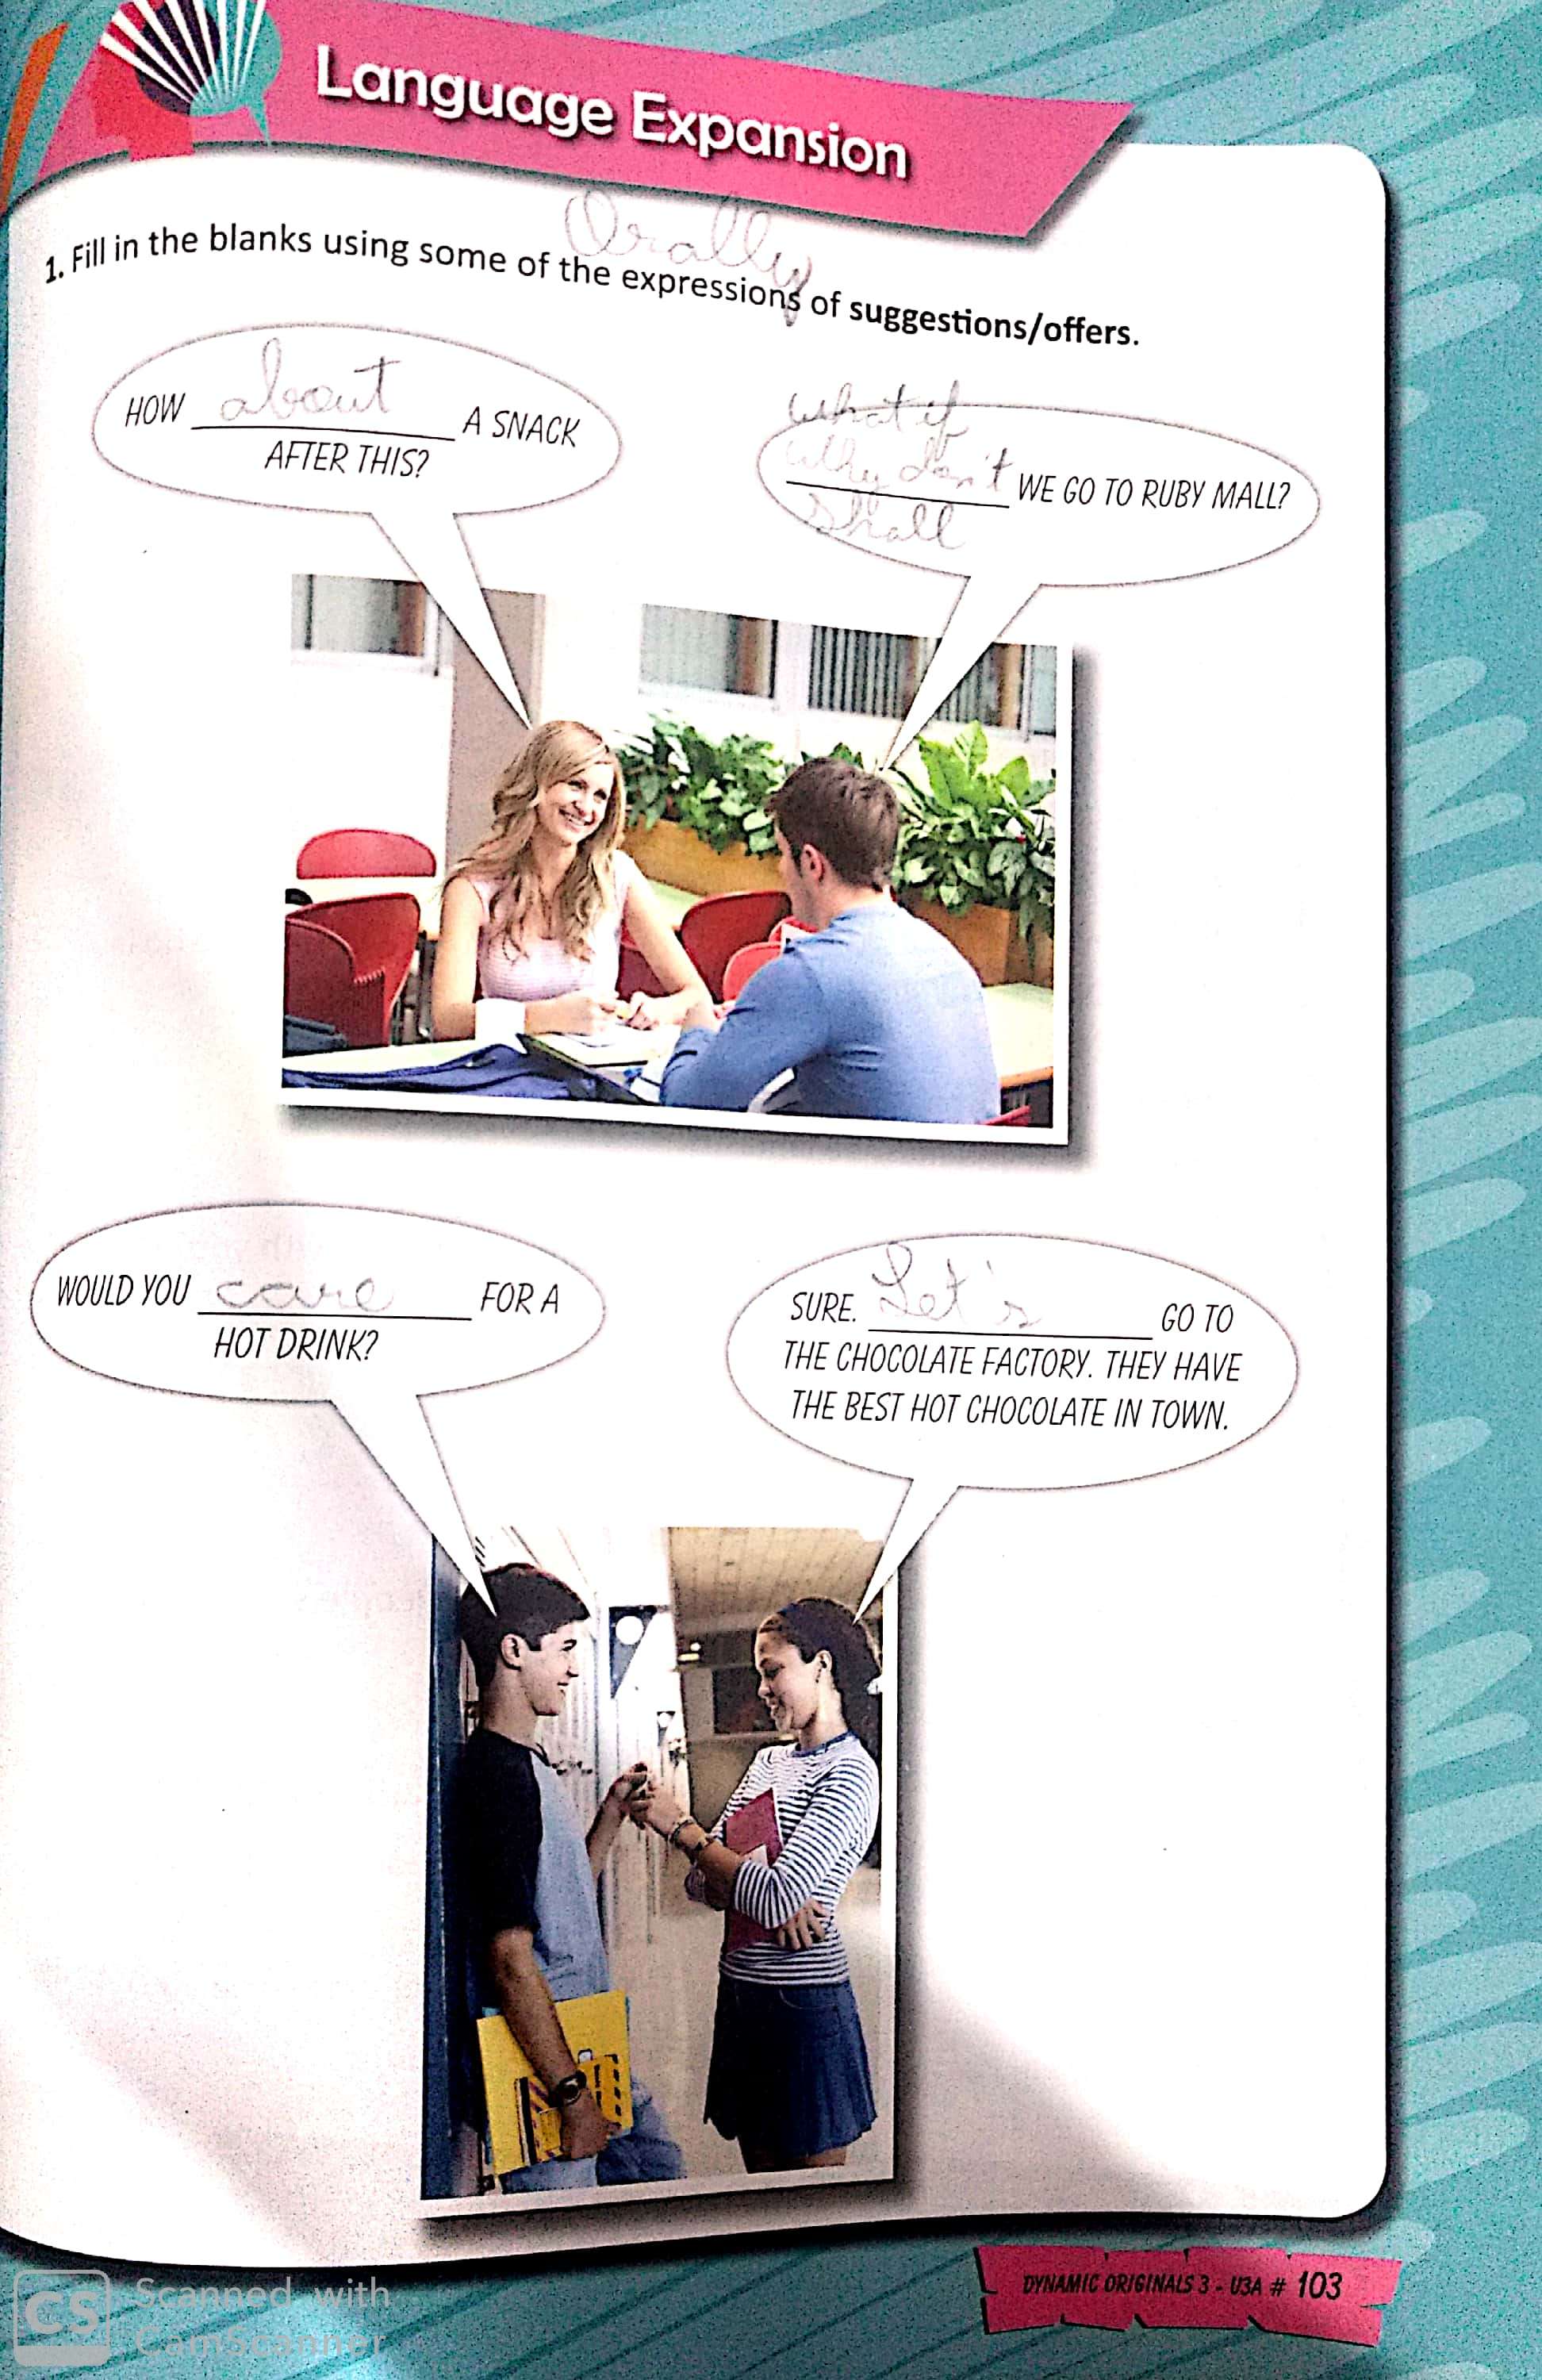 Language Expansion
Orally
1. Fill in the blanks using some of the expressions of suggestions/offers.
HOW about A SNACK
AFTER THIS?
what if
why don't WE GO TO RUBY MALL?
shall
WOULD YOU care FOR A
HOT DRINK?
SURE. Let's GO TO
THE CHOCOLATE FACTORY. THEY HAVE
THE BEST HOT CHOCOLATE IN TOWN.
DYNAMIC ORIGINALS 3 - U3A # 103
CS Scanned with
CamScanner